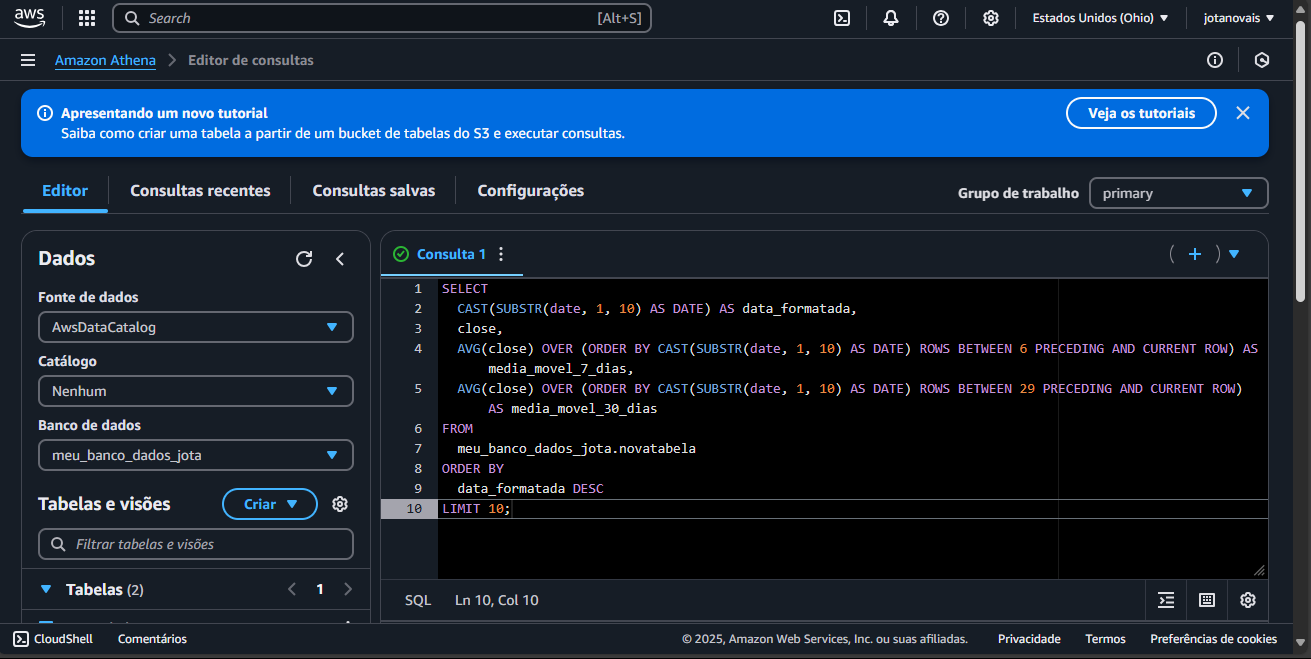 aws
Search [Alt+S]
Estados Unidos (Ohio)
jotanovais
Amazon Athena
Editor de consultas
Apresentando um novo tutorial
Saiba como criar uma tabela a partir de um bucket de tabelas do S3 e executar consultas.
Veja os tutoriais
Editor
Consultas recentes
Consultas salvas
Configurações
Grupo de trabalho
primary
Dados
Fonte de dados
AwsDataCatalog
Catálogo
Nenhum
Banco de dados
meu_banco_dados_jota
Tabelas e visões
Criar
Filtrar tabelas e visões
Tabelas (2)
1
Consulta 1
1 SELECT
2 CAST(SUBSTR(date, 1, 10) AS DATE) AS data_formatada,
3 close,
4 AVG(close) OVER (ORDER BY CAST(SUBSTR(date, 1, 10) AS DATE) ROWS BETWEEN 6 PRECEDING AND CURRENT ROW) AS
media_movel_7_dias,
5 AVG(close) OVER (ORDER BY CAST(SUBSTR(date, 1, 10) AS DATE) ROWS BETWEEN 29 PRECEDING AND CURRENT ROW)
AS media_movel_30_dias
6 FROM
7 meu_banco_dados_jota.novatabela
8 ORDER BY
9 data_formatada DESC
10 LIMIT 10;
SQL
Ln 10, Col 10
CloudShell
Comentários
© 2025, Amazon Web Services, Inc. ou suas afiliadas.
Privacidade
Termos
Preferências de cookies